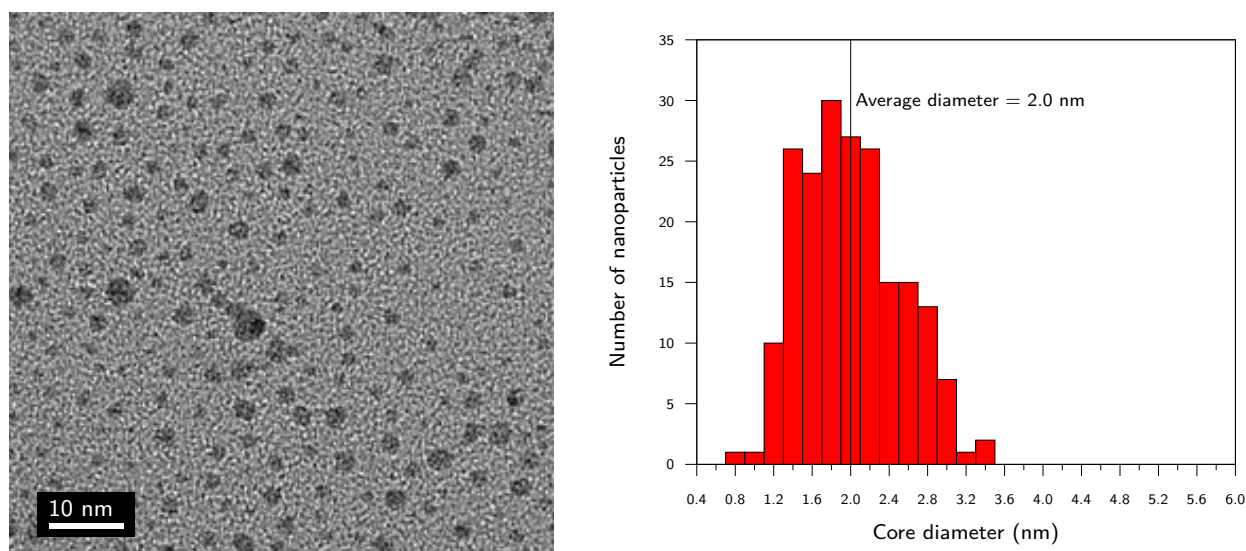 10 nm
35
30
25
20
15
10
5
0
Number of nanoparticles
Average diameter = 2.0 nm
0.4 0.8 1.2 1.6 2.0 2.4 2.8 3.2 3.6 4.0 4.4 4.8 5.2 5.6 6.0
Core diameter (nm)